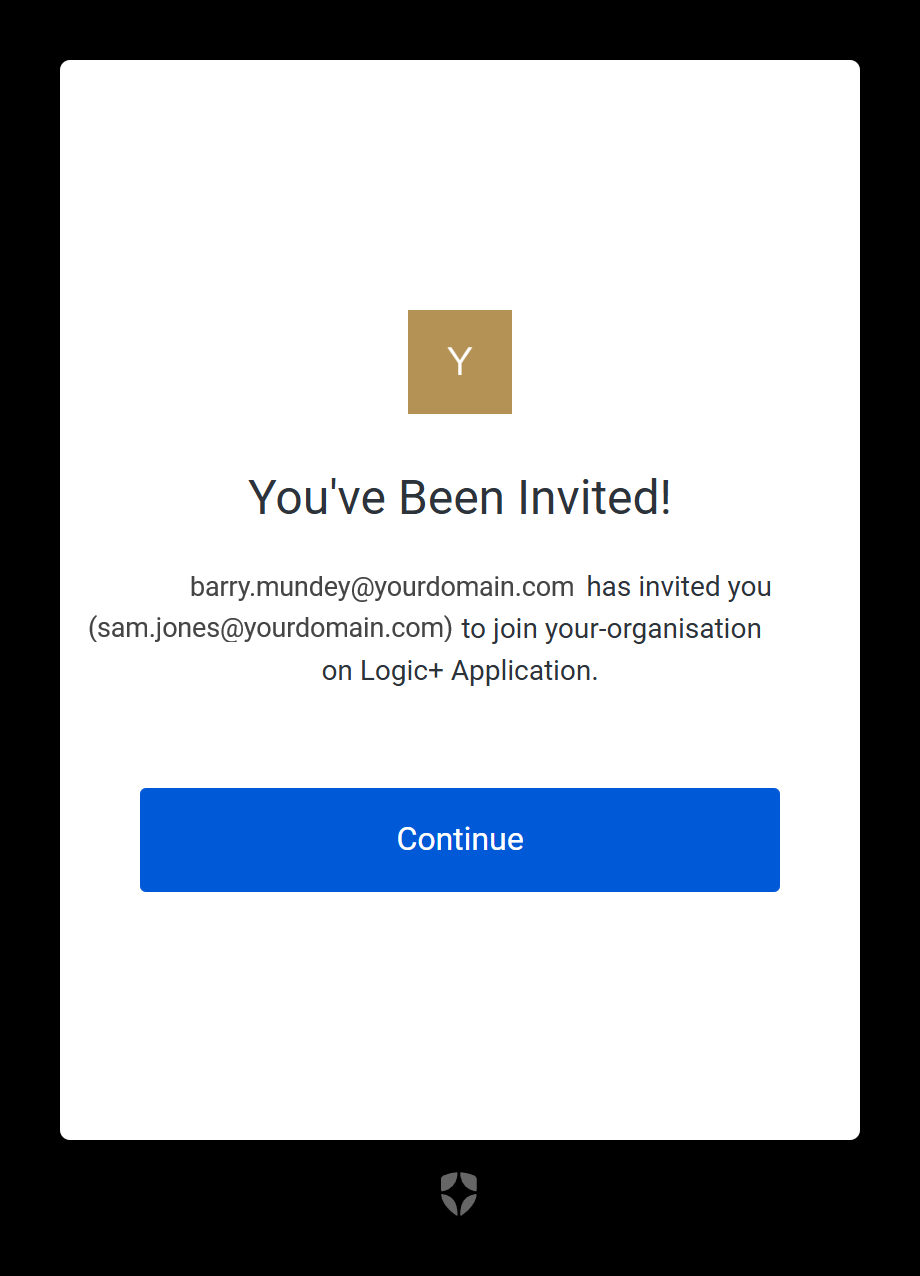 Y
You've Been Invited!
barry.mundey@yourdomain.com has invited you
(sam.jones@yourdomain.com) to join your-organisation
on Logic+ Application.
Continue